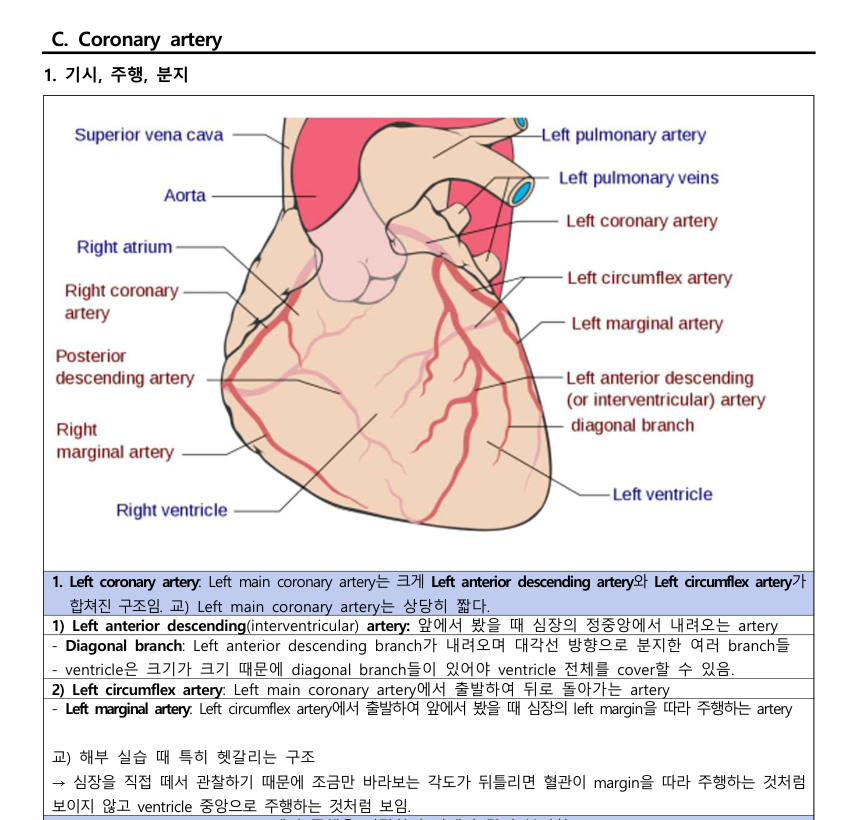 C. Coronary artery
1. 기시, 주행, 분지
Superior vena cava
Left pulmonary artery
Left pulmonary veins
Aorta
Left coronary artery
Right atrium
Left circumflex artery
Right coronary
artery
Left marginal artery
Posterior
descending artery
Left anterior descending
(or interventricular) artery
diagonal branch
Right
marginal artery
Left ventricle
Right ventricle
1. Left coronary artery: Left main coronary artery는 크게 Left anterior descending artery와 Left circumflex artery가
합쳐진 구조임. 교) Left main coronary artery는 상당히 짧다.
1) Left anterior descending(interventricular) artery: 앞에서 봤을 때 심장의 정중앙에서 내려오는 artery
- Diagonal branch: Left anterior descending branch가 내려오며 대각선 방향으로 분지한 여러 branch들
- ventricle은 크기가 크기 때문에 diagonal branch들이 있어야 ventricle 전체를 cover할 수 있음.
2) Left circumflex artery: Left main coronary artery에서 출발하여 뒤로 돌아가는 artery
- Left marginal artery: Left circumflex artery에서 출발하여 앞에서 봤을 때 심장의 left margin을 따라 주행하는 artery
교) 해부 실습 때 특히 헷갈리는 구조
→ 심장을 직접 떼서 관찰하기 때문에 조금만 바라보는 각도가 뒤틀리면 혈관이 margin을 따라 주행하는 것처럼
보이지 않고 ventricle 중앙으로 주행하는 것처럼 보임.